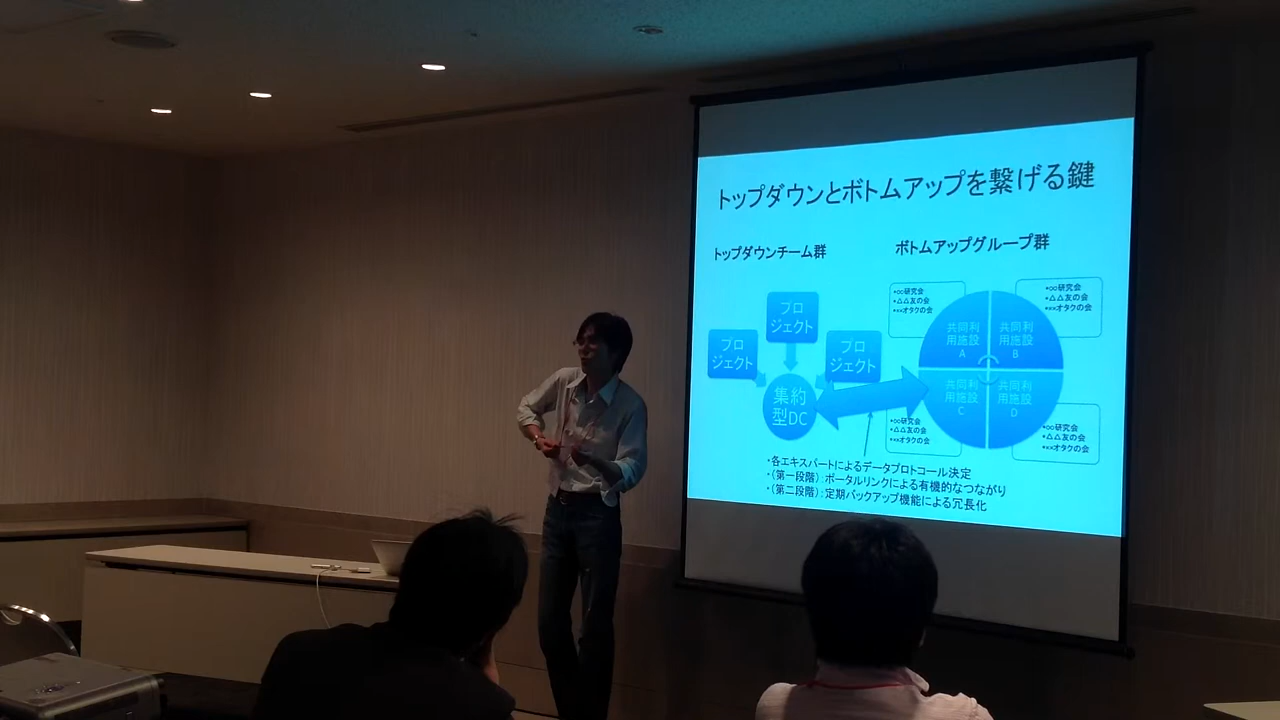 トップダウンとボトムアップを繋げる鍵
トップダウンチーム群
ボトムアップグループ群
プロ
ジェクト
プロ
ジェクト
プロ
ジェクト
集約
型DC
•○○研究会
•△△友の会
•××オタクの会
•○○研究会
•△△友の会
•××オタクの会
共同利
用施設
A
共同利
用施設
B
共同利
用施設
C
共同利
用施設
D
•○○研究会
•△△友の会
•××オタクの会
•○○研究会
•△△友の会
•××オタクの会
・各エキスパートによるデータプロトコール決定
・（第一段階）：ポータルリンクによる有機的なつながり
・（第二段階）：定期バックアップ機能による冗長化